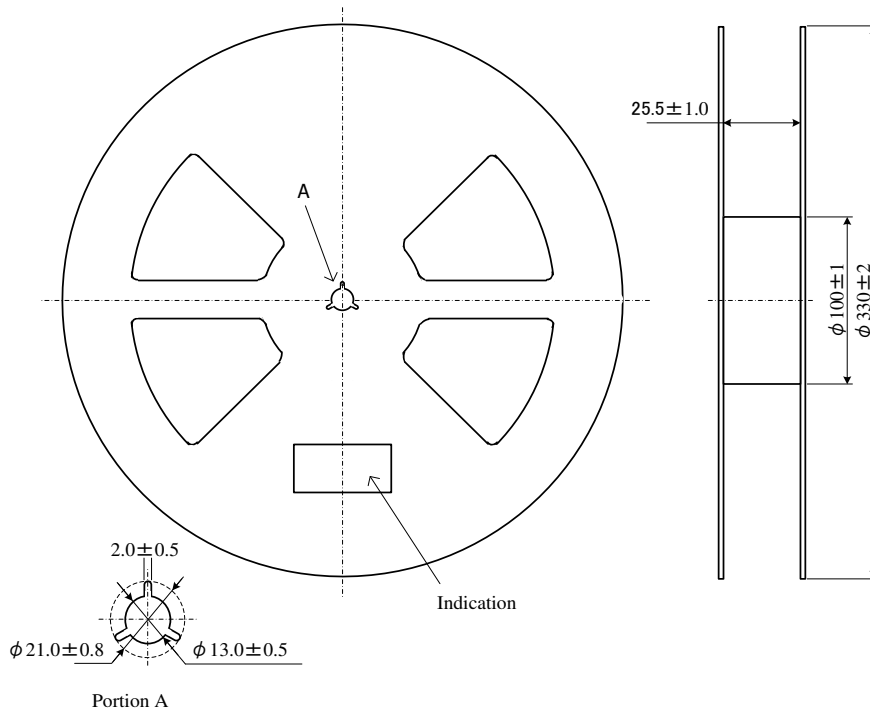 25.5±1.0
A
ϕ100±1
ϕ330±2
2.0±0.5
Indication
ϕ21.0±0.8
ϕ13.0±0.5
Portion A